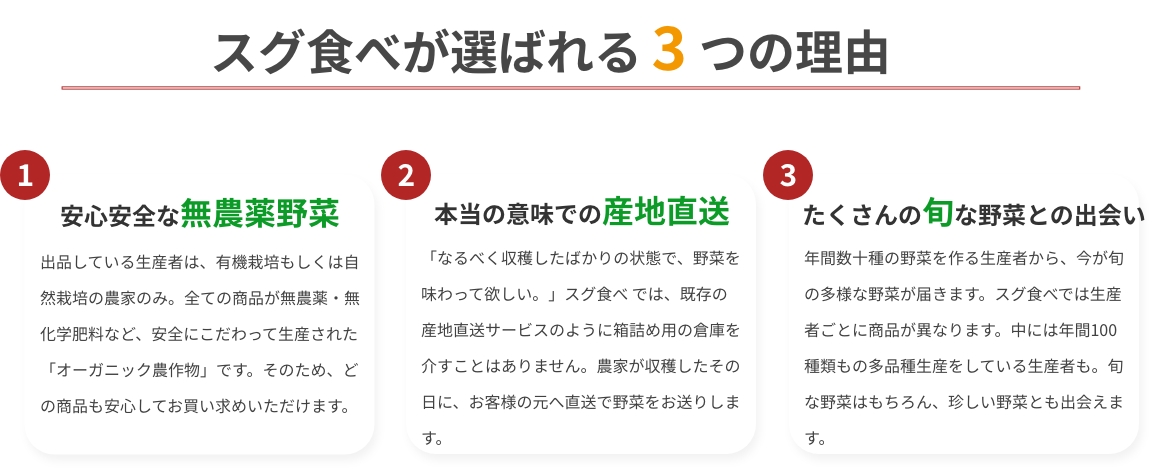 スグ食べが選ばれる 3 つの理由
1
安心安全な無農薬野菜
出品している生産者は、有機栽培もしくは自
然栽培の農家のみ。全ての商品が無農薬・無
化学肥料など、安全にこだわって生産された
「オーガニック農作物」です。そのため、ど
の商品も安心してお買い求めいただけます。
2
本当の意味での産地直送
「なるべく収穫したばかりの状態で、野菜を
味わって欲しい。」スグ食べ では、既存の
産地直送サービスのように箱詰め用の倉庫を
介すことはありません。農家が収穫したその
日に、お客様の元へ直送で野菜をお送りしま
す。
3
たくさんの旬な野菜との出会い
年間数十種の野菜を作る生産者から、今が旬
の多様な野菜が届きます。スグ食べでは生産
者ごとに商品が異なります。中には年間100
種類もの多品種生産をしている生産者も。旬
な野菜はもちろん、珍しい野菜とも出会えま
す。